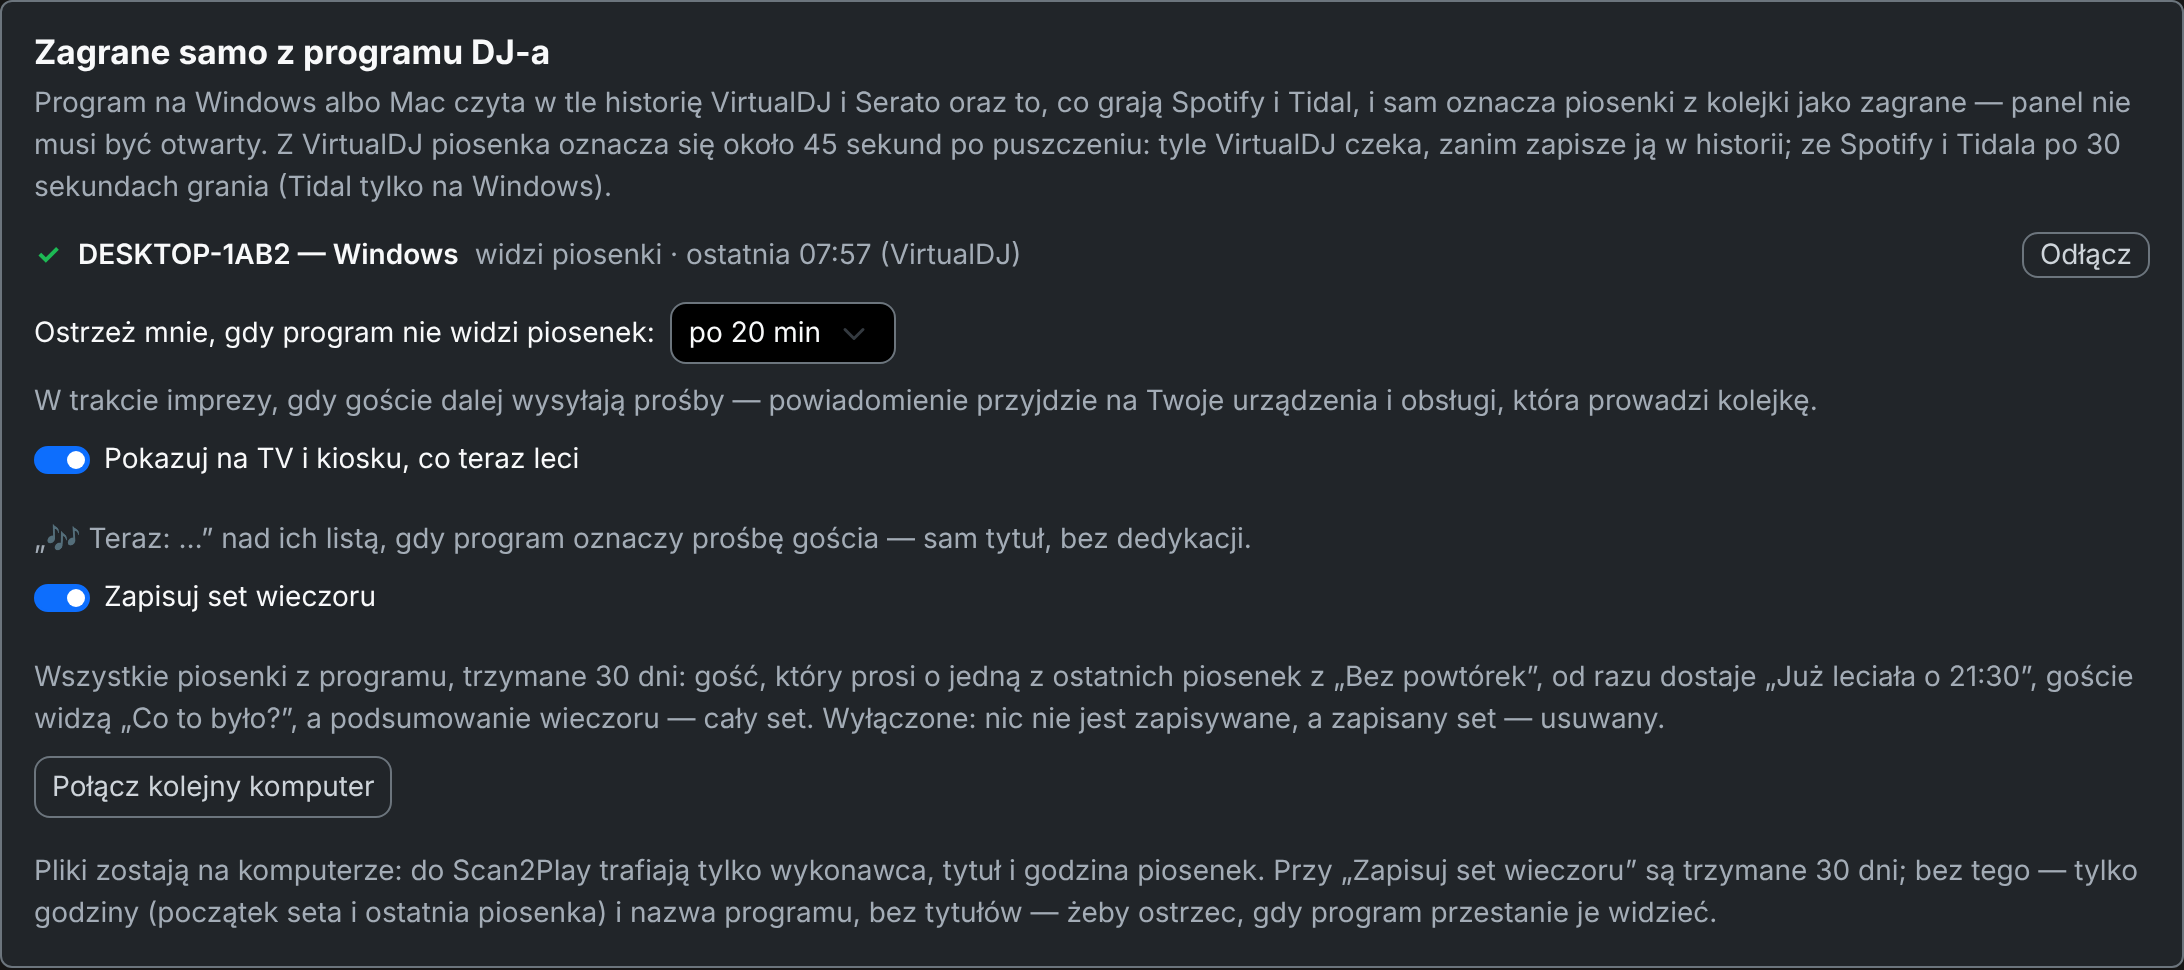 Zagrane samo z programu DJ-a
Program na Windows albo Mac czyta w tle historię VirtualDJ i Serato oraz to, co grają Spotify i Tidal, i sam oznacza piosenki z kolejki jako zagrane — panel nie
musi być otwarty. Z VirtualDJ piosenka oznacza się około 45 sekund po puszczeniu: tyle VirtualDJ czeka, zanim zapisze ją w historii; ze Spotify i Tidala po 30
sekundach grania (Tidal tylko na Windows).
✓ DESKTOP-1AB2 — Windows widzi piosenki · ostatnia 07:57 (VirtualDJ) Odłącz
Ostrzeż mnie, gdy program nie widzi piosenek: po 20 min
W trakcie imprezy, gdy goście dalej wysyłają prośby — powiadomienie przyjdzie na Twoje urządzenia i obsługi, która prowadzi kolejkę.
Pokazuj na TV i kiosku, co teraz leci
„🎶 Teraz: …” nad ich listą, gdy program oznaczy prośbę gościa — sam tytuł, bez dedykacji.
Zapisuj set wieczoru
Wszystkie piosenki z programu, trzymane 30 dni: gość, który prosi o jedną z ostatnich piosenek z „Bez powtórek”, od razu dostaje „Już leciała o 21:30”, goście
widzą „Co to było?”, a podsumowanie wieczoru — cały set. Wyłączone: nic nie jest zapisywane, a zapisany set — usuwany.
Połącz kolejny komputer
Pliki zostają na komputerze: do Scan2Play trafiają tylko wykonawca, tytuł i godzina piosenek. Przy „Zapisuj set wieczoru” są trzymane 30 dni; bez tego — tylko
godziny (początek seta i ostatnia piosenka) i nazwa programu, bez tytułów — żeby ostrzec, gdy program przestanie je widzieć.